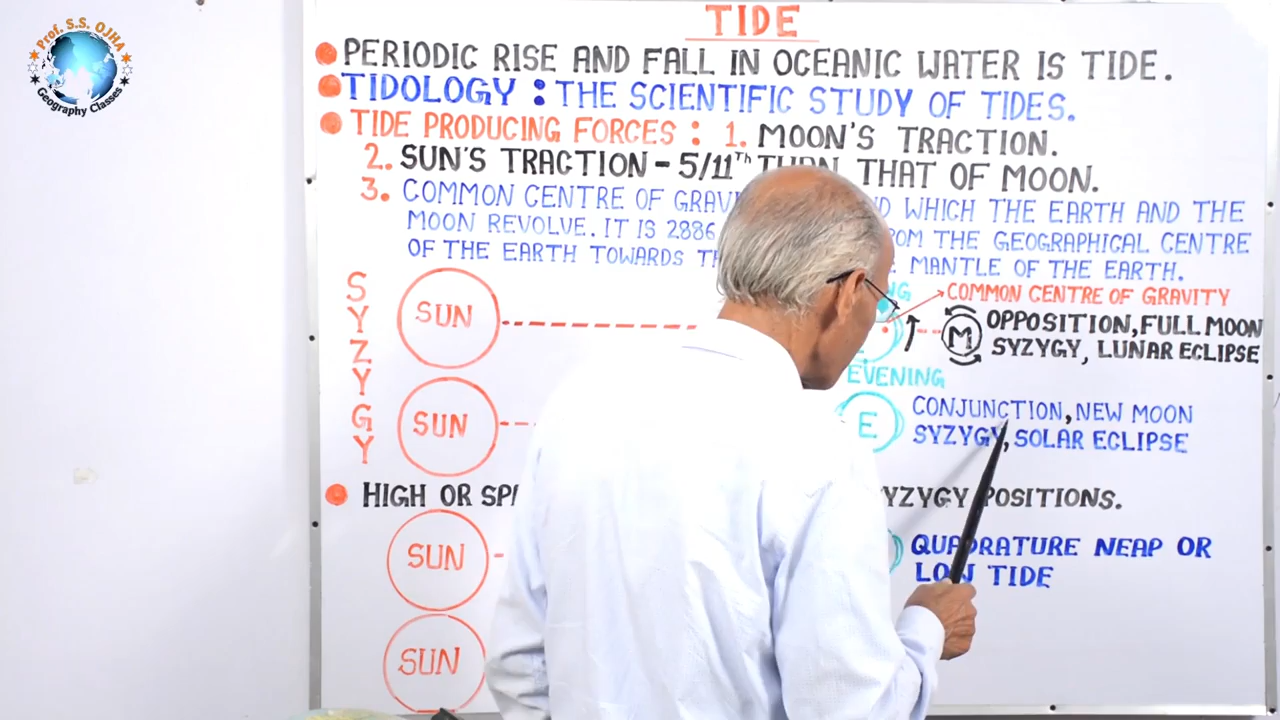 Prof. S.S. OJHA
Geography Classes
TIDE
PERIODIC RISE AND FALL IN OCEANIC WATER IS TIDE.
TIDOLOGY : THE SCIENTIFIC STUDY OF TIDES.
TIDE PRODUCING FORCES : 1. MOON'S TRACTION.
2. SUN'S TRACTION - 5/11Th THAN THAT OF MOON.
3. COMMON CENTRE OF WHICH THE EARTH AND THE
MOON REVOLVE. IT IS 2886 THE GEOGRAPHICAL CENTRE
OF THE EARTH TOWARDS MANTLE OF THE EARTH.
SYZYGY
SUN
COMMON CENTRE OF GRAVITY
M
OPPOSITION, FULL MOON
SYZYGY, LUNAR ECLIPSE
EVENING
SUN
E
CONJUNCTION, NEW MOON
SYZYGY, SOLAR ECLIPSE
HIGH OR POSITIONS.
SUN
QUADRATURE NEAP OR
LOW TIDE
SUN